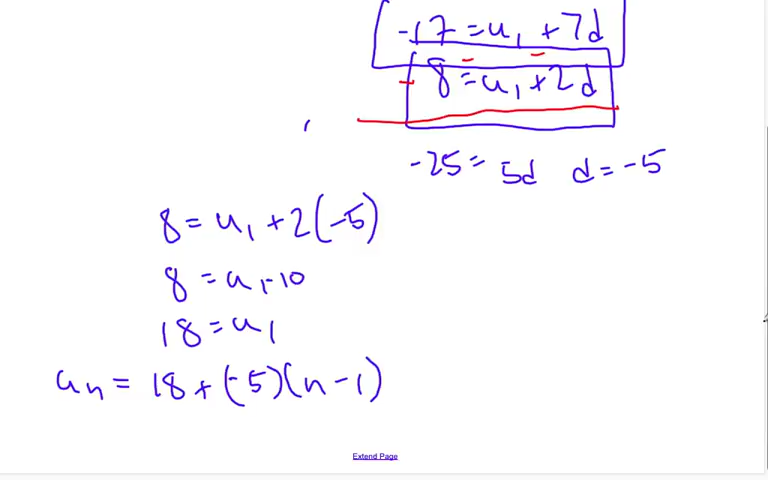 -17 = u₁ + 7d
- 8 = u₁ + 2d
-25 = 5d d = -5
8 = u₁ + 2(-5)
8 = u₁ - 10
18 = u₁
un = 18 + (-5)(n - 1)
Extend Page